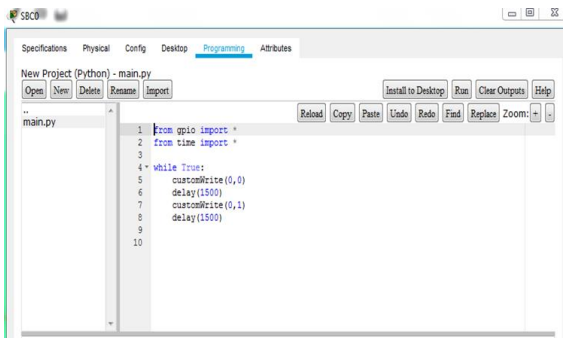 SBC0
Specifications Physical Config Desktop Programming Attributes
New Project (Python) - main.py
Open New Delete Rename Import Install to Desktop Run Clear Outputs Help
..
main.py
Reload Copy Paste Undo Redo Find Replace Zoom: + -
1 from gpio import *
2 from time import *
3
4 while True:
5 customWrite(0,0)
6 delay(1500)
7 customWrite(0,1)
8 delay(1500)
9
10